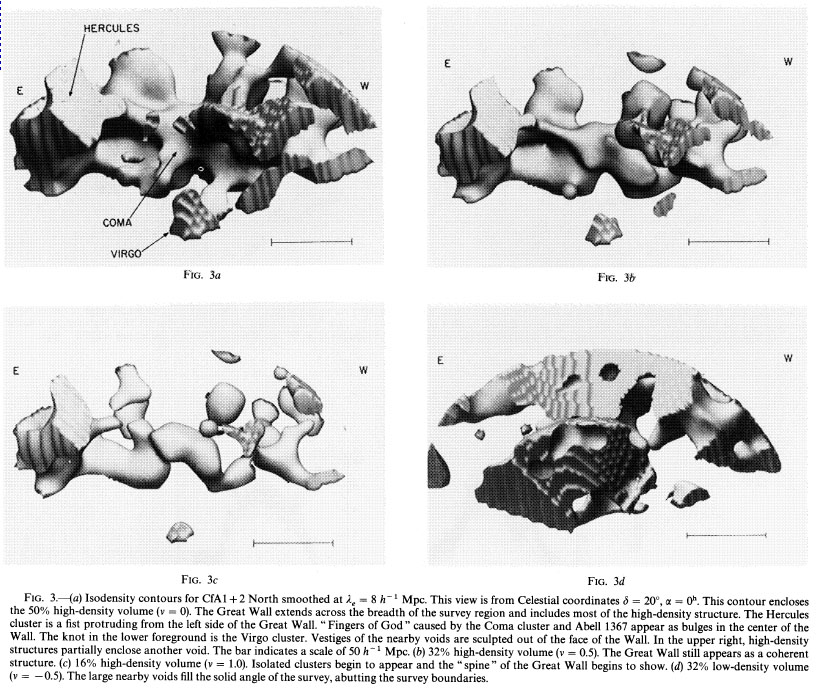 HERCULES
E
W
COMA
VIRGO
FIG. 3a
E
W
FIG. 3b
E
W
FIG. 3c
E
W
FIG. 3d
FIG. 3.—(a) Isodensity contours for CfA1 + 2 North smoothed at λe = 8 h⁻¹ Mpc. This view is from Celestial coordinates δ = 20°, α = 0ʰ. This contour encloses
the 50% high-density volume (ν = 0). The Great Wall extends across the breadth of the survey region and includes most of the high-density structure. The Hercules
cluster is a fist protruding from the left side of the Great Wall. “Fingers of God” caused by the Coma cluster and Abell 1367 appear as bulges in the center of the
Wall. The knot in the lower foreground is the Virgo cluster. Vestiges of the nearby voids are sculpted out of the face of the Wall. In the upper right, high-density
structures partially enclose another void. The bar indicates a scale of 50 h⁻¹ Mpc. (b) 32% high-density volume (ν = 0.5). The Great Wall still appears as a coherent
structure. (c) 16% high-density volume (ν = 1.0). Isolated clusters begin to appear and the “spine” of the Great Wall begins to show. (d) 32% low-density volume
(ν = −0.5). The large nearby voids fill the solid angle of the survey, abutting the survey boundaries.